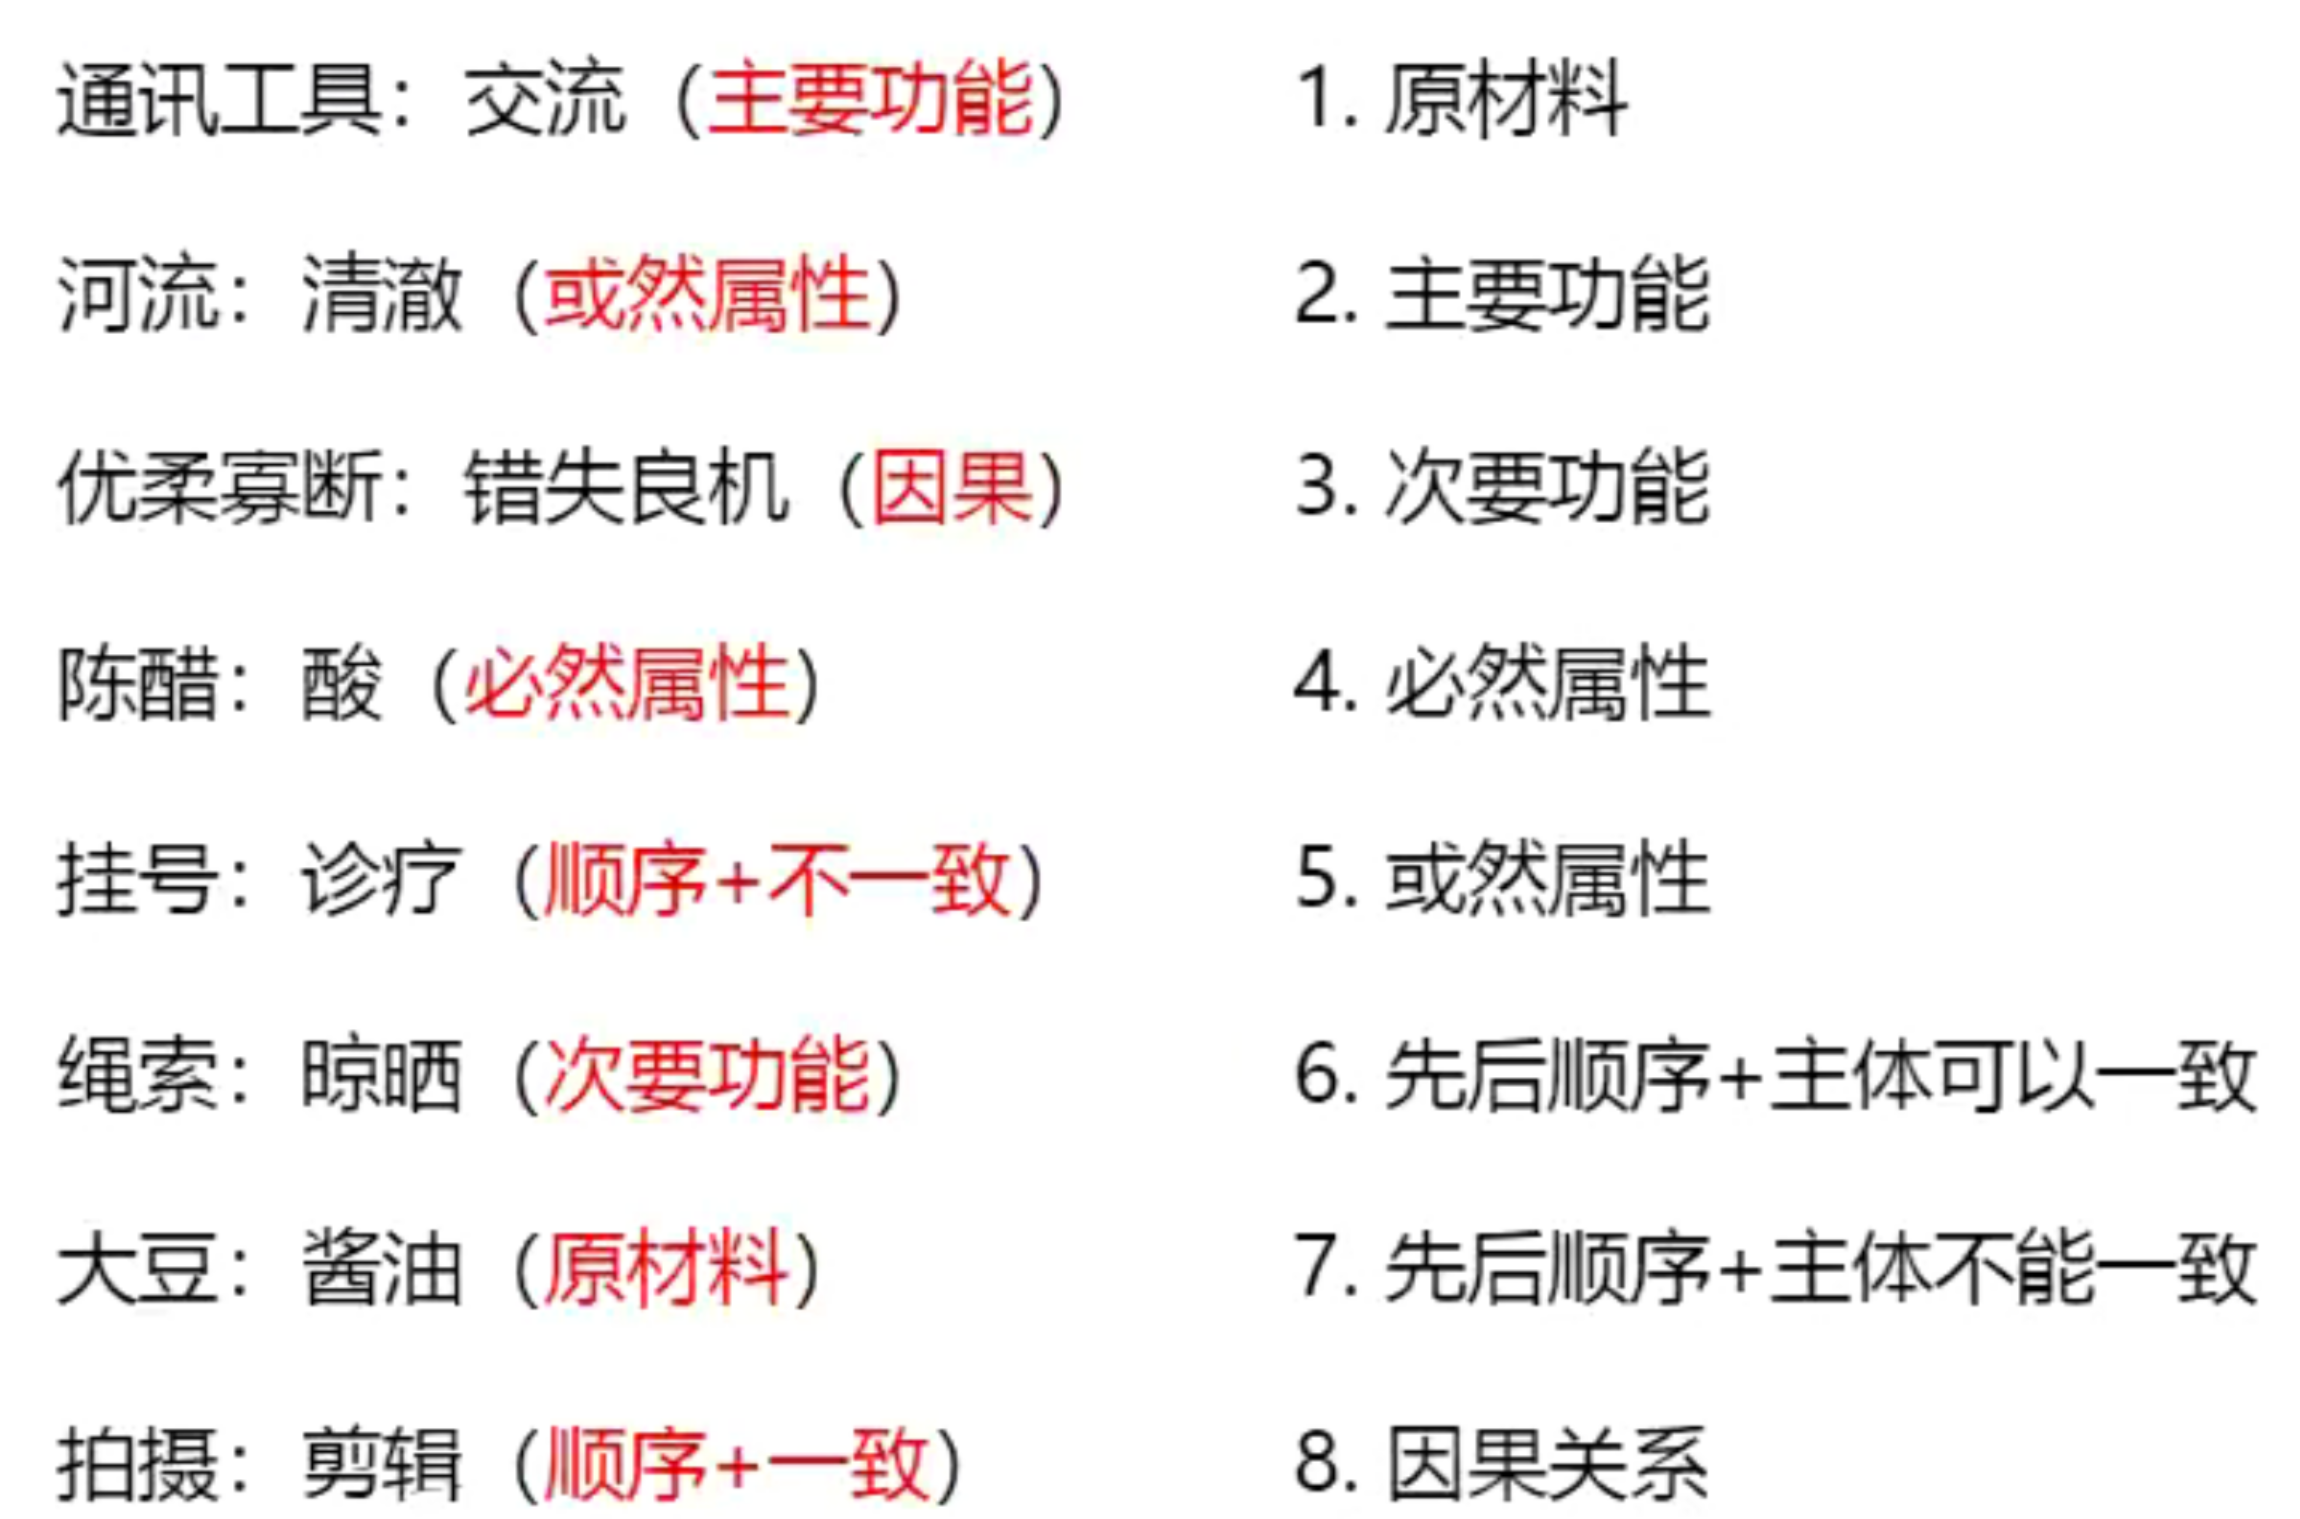 通讯工具：交流（主要功能）
河流：清澈（或然属性）
优柔寡断：错失良机（因果）
陈醋：酸（必然属性）
挂号：诊疗（顺序+不一致）
绳索：晾晒（次要功能）
大豆：酱油（原材料）
拍摄：剪辑（顺序+一致）
1. 原材料
2. 主要功能
3. 次要功能
4. 必然属性
5. 或然属性
6. 先后顺序+主体可以一致
7. 先后顺序+主体不能一致
8. 因果关系